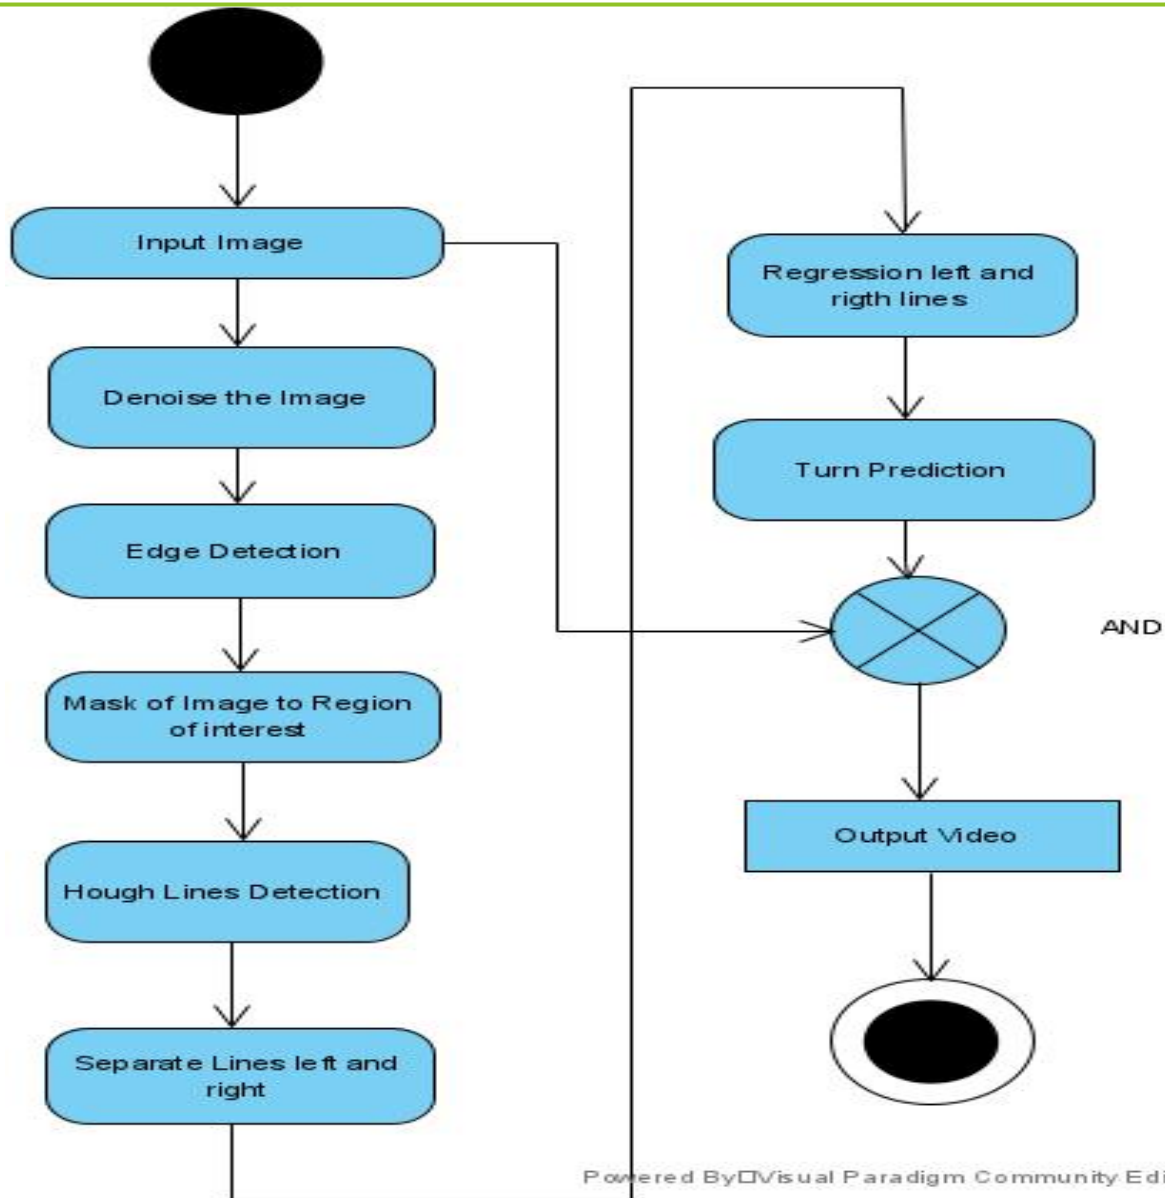 Input Image
Denoise the Image
Edge Detection
Mask of Image to Region
of interest
Hough Lines Detection
Separate Lines left and
right
Regression left and
rigth lines
Turn Prediction
AND
Output Video
Powered By□Visual Paradigm Community Edi